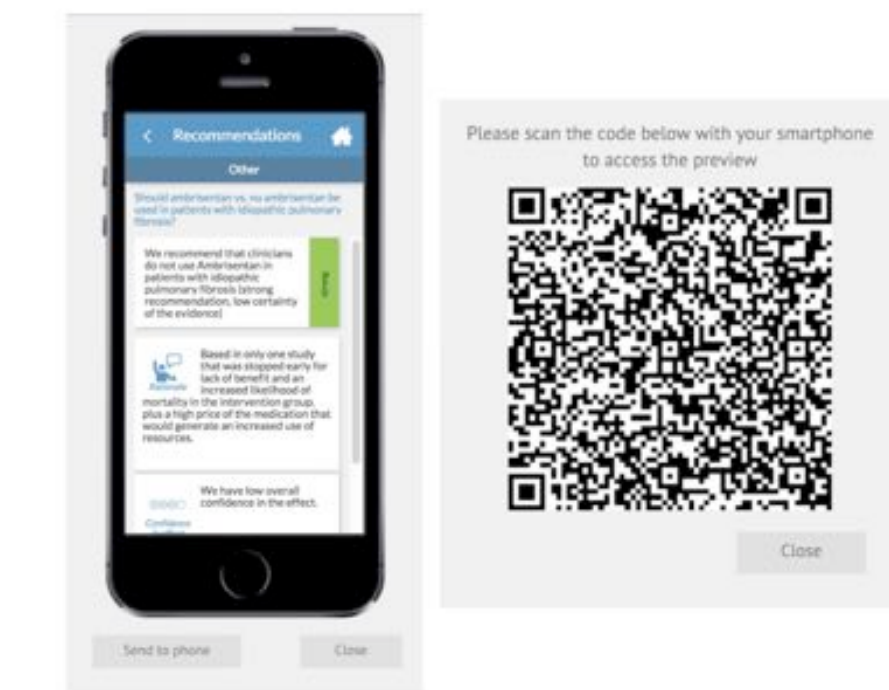 Recommendations
Other
Should ambrisentan vs. no ambrisentan be
used in patients with idiopathic pulmonary
fibrosis?
We recommend that clinicians
do not use Ambrisentan in
patients with idiopathic
pulmonary fibrosis (strong
recommendation, low certainty
of the evidence)
Based in only one study
that was stopped early for
lack of benefit and an
increased likelihood of
Rationale
mortality in the intervention group,
plus a high price of the medication that
would generate an increased use of
resources.
We have low overall
confidence in the effect.
Confidence
Send to phone
Close
Please scan the code below with your smartphone
to access the preview
Close